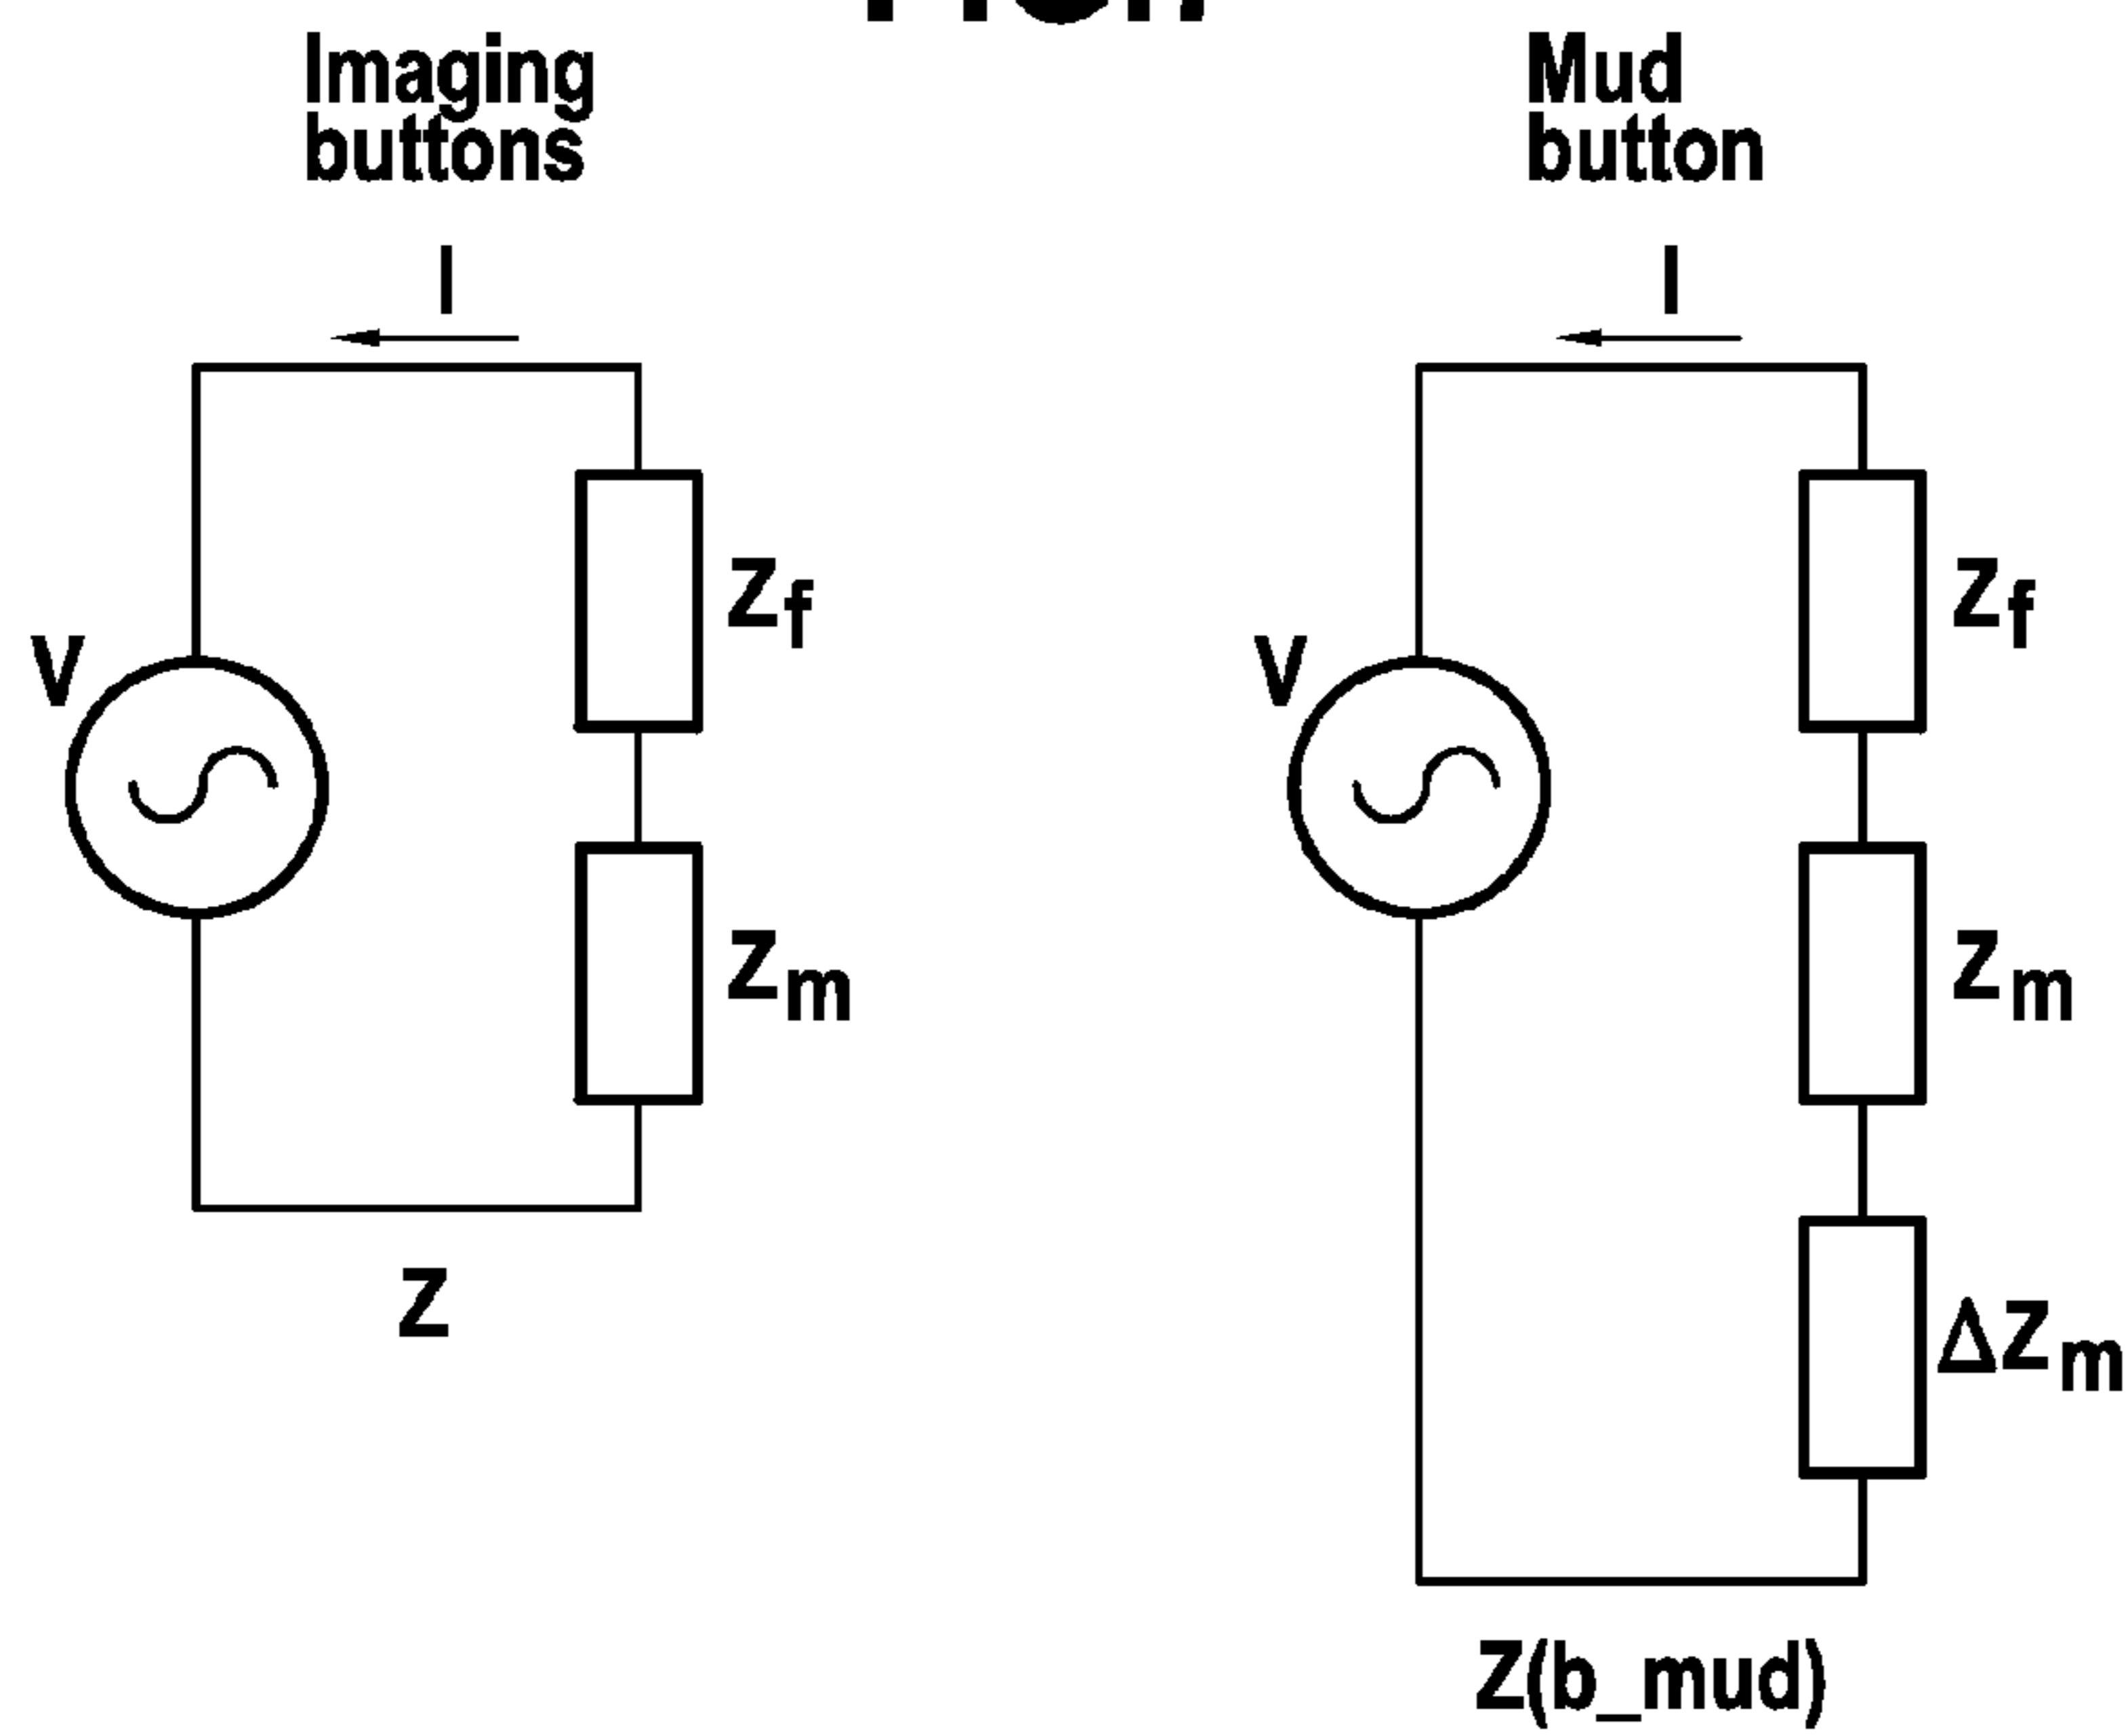 Imaging
buttons
I
V
Zf
Zm
Z
Mud
button
I
V
Zf
Zm
ΔZm
Z(b_mud)